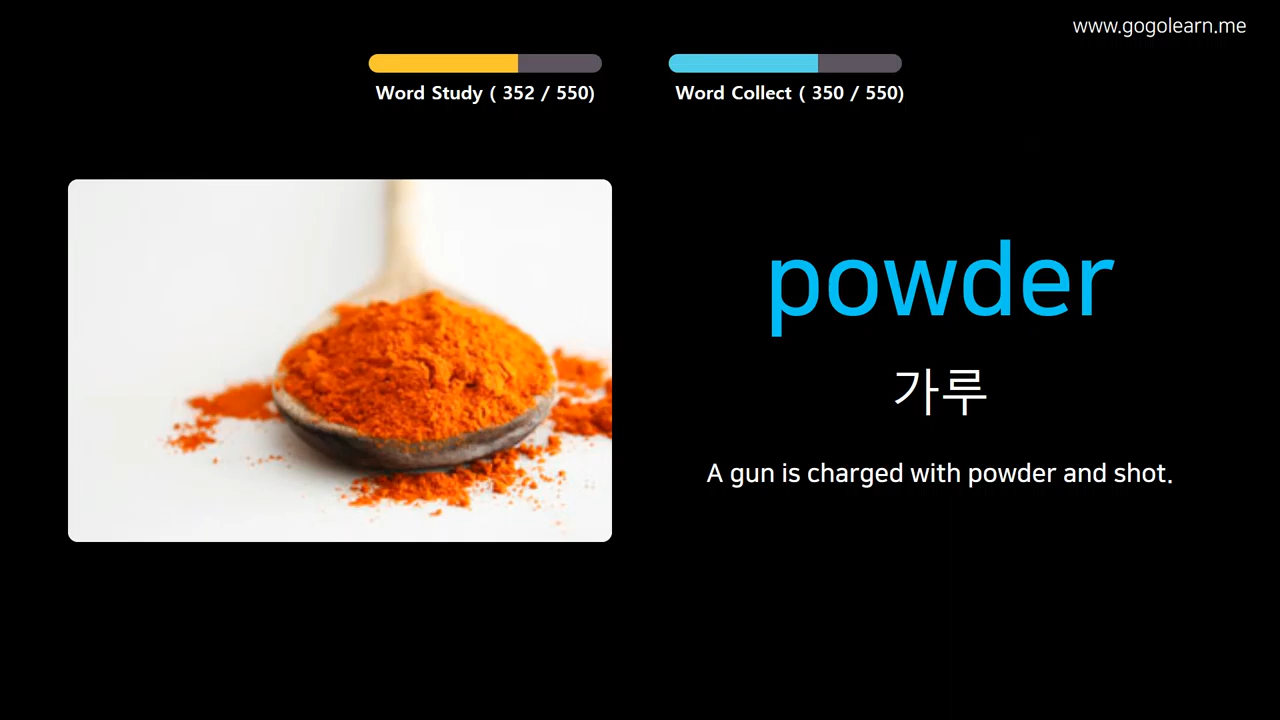 www.gogolearn.me
Word Study ( 352 / 550)
Word Collect ( 350 / 550)
powder
가루
A gun is charged with powder and shot.